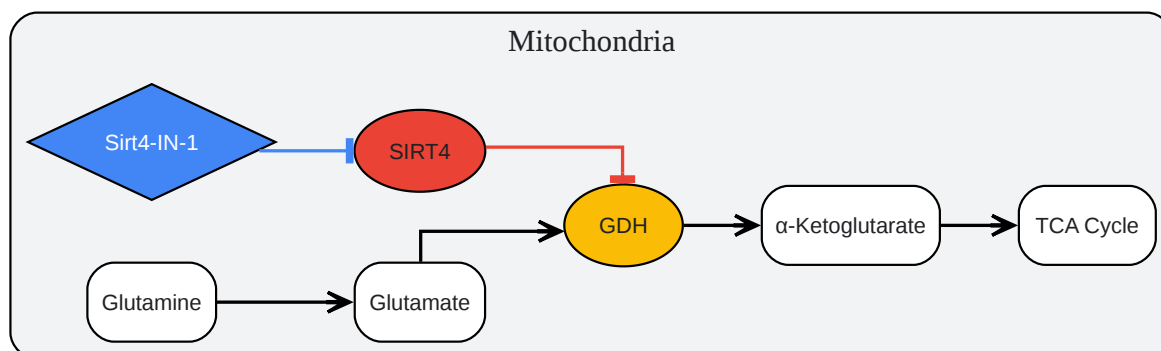 Mitochondria
Sirt4-IN-1
SIRT4
GDH
α-Ketoglutarate
TCA Cycle
Glutamine
Glutamate